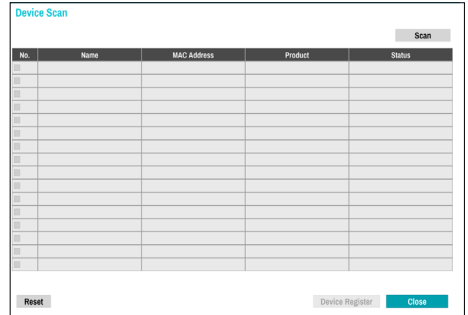 Device Scan
Scan
No. Name MAC Address Product Status
Reset Device Register Close